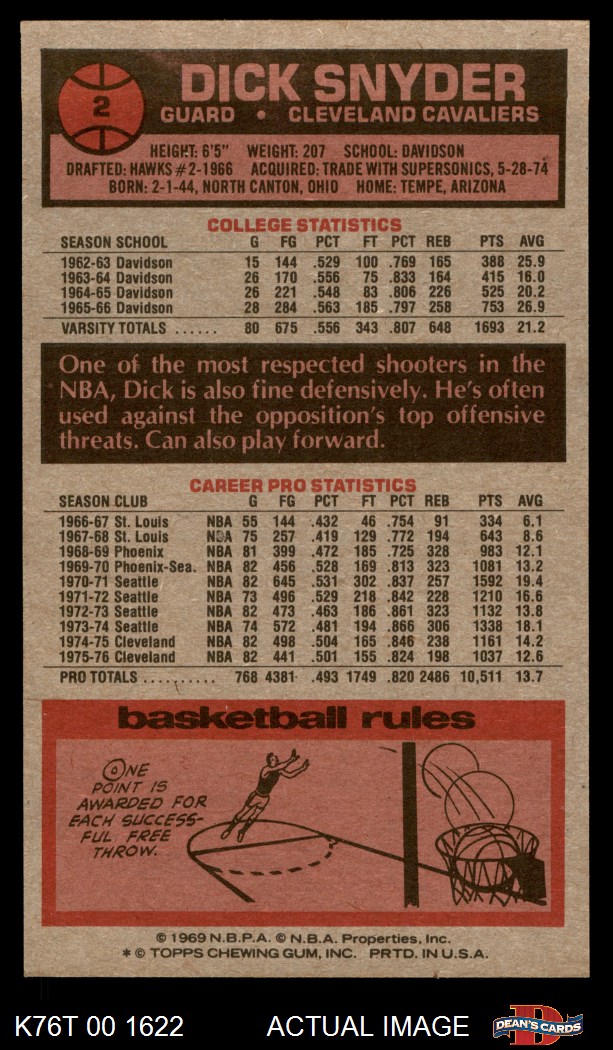 2
DICK SNYDER
GUARD • CLEVELAND CAVALIERS
HEIGHT: 6'5" WEIGHT: 207 SCHOOL: DAVIDSON
DRAFTED: HAWKS #2-1966 ACQUIRED: TRADE WITH SUPERSONICS, 5-28-74
BORN: 2-1-44, NORTH CANTON, OHIO HOME: TEMPE, ARIZONA
COLLEGE STATISTICS
SEASON SCHOOL G FG PCT FT PCT REB PTS AVG
1962-63 Davidson 15 144 .529 100 .769 165 388 25.9
1963-64 Davidson 26 170 .556 75 .833 164 415 16.0
1964-65 Davidson 26 221 .548 83 .806 226 525 20.2
1965-66 Davidson 28 284 .563 185 .797 258 753 26.9
VARSITY TOTALS ...... 80 675 .556 343 .807 648 1693 21.2
One of the most respected shooters in the
NBA, Dick is also fine defensively. He's often
used against the opposition's top offensive
threats. Can also play forward.
CAREER PRO STATISTICS
SEASON CLUB G FG PCT FT PCT REB PTS AVG
1966-67 St. Louis NBA 55 144 .432 46 .754 91 334 6.1
1967-68 St. Louis NBA 75 257 .419 129 .772 194 643 8.6
1968-69 Phoenix NBA 81 399 .472 185 .725 328 983 12.1
1969-70 Phoenix-Sea. NBA 82 456 .528 169 .813 323 1081 13.2
1970-71 Seattle NBA 82 645 .531 302 .837 257 1592 19.4
1971-72 Seattle NBA 73 496 .529 218 .842 228 1210 16.6
1972-73 Seattle NBA 82 473 .463 186 .861 323 1132 13.8
1973-74 Seattle NBA 74 572 .481 194 .866 306 1338 18.1
1974-75 Cleveland NBA 82 498 .504 165 .846 238 1161 14.2
1975-76 Cleveland NBA 82 441 .501 155 .824 198 1037 12.6
PRO TOTALS .......... 768 4381 .493 1749 .820 2486 10,511 13.7
basketball rules
ONE
POINT IS
AWARDED FOR
EACH SUCCESS-
FUL FREE
THROW.
© 1969 N.B.P.A. © N.B.A. Properties, Inc.
* © TOPPS CHEWING GUM, INC. PRTD. IN U.S.A.
K76T 00 1622 ACTUAL IMAGE
D
DEAN'S CARDS